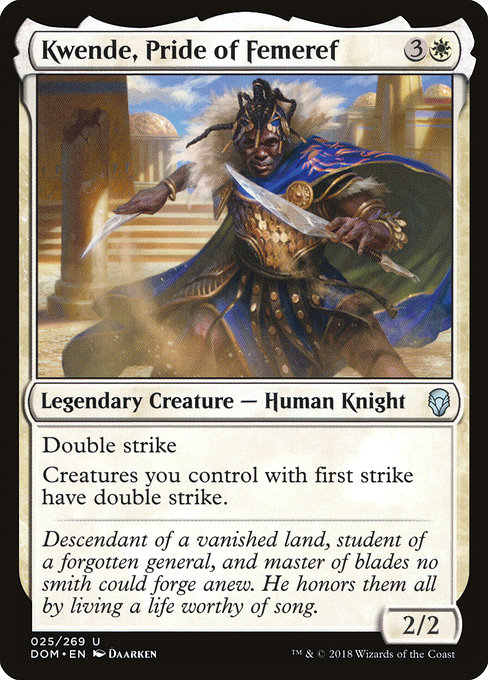 Kwende, Pride of Femeref 3
Legendary Creature — Human Knight
Double strike
Creatures you control with first strike
have double strike.
Descendant of a vanished land, student of
a forgotten general, and master of blades no
smith could forge anew. He honors them all
by living a life worthy of song.
2/2
025/269 U
DOM • EN Daarken
™ & © 2018 Wizards of the Coast